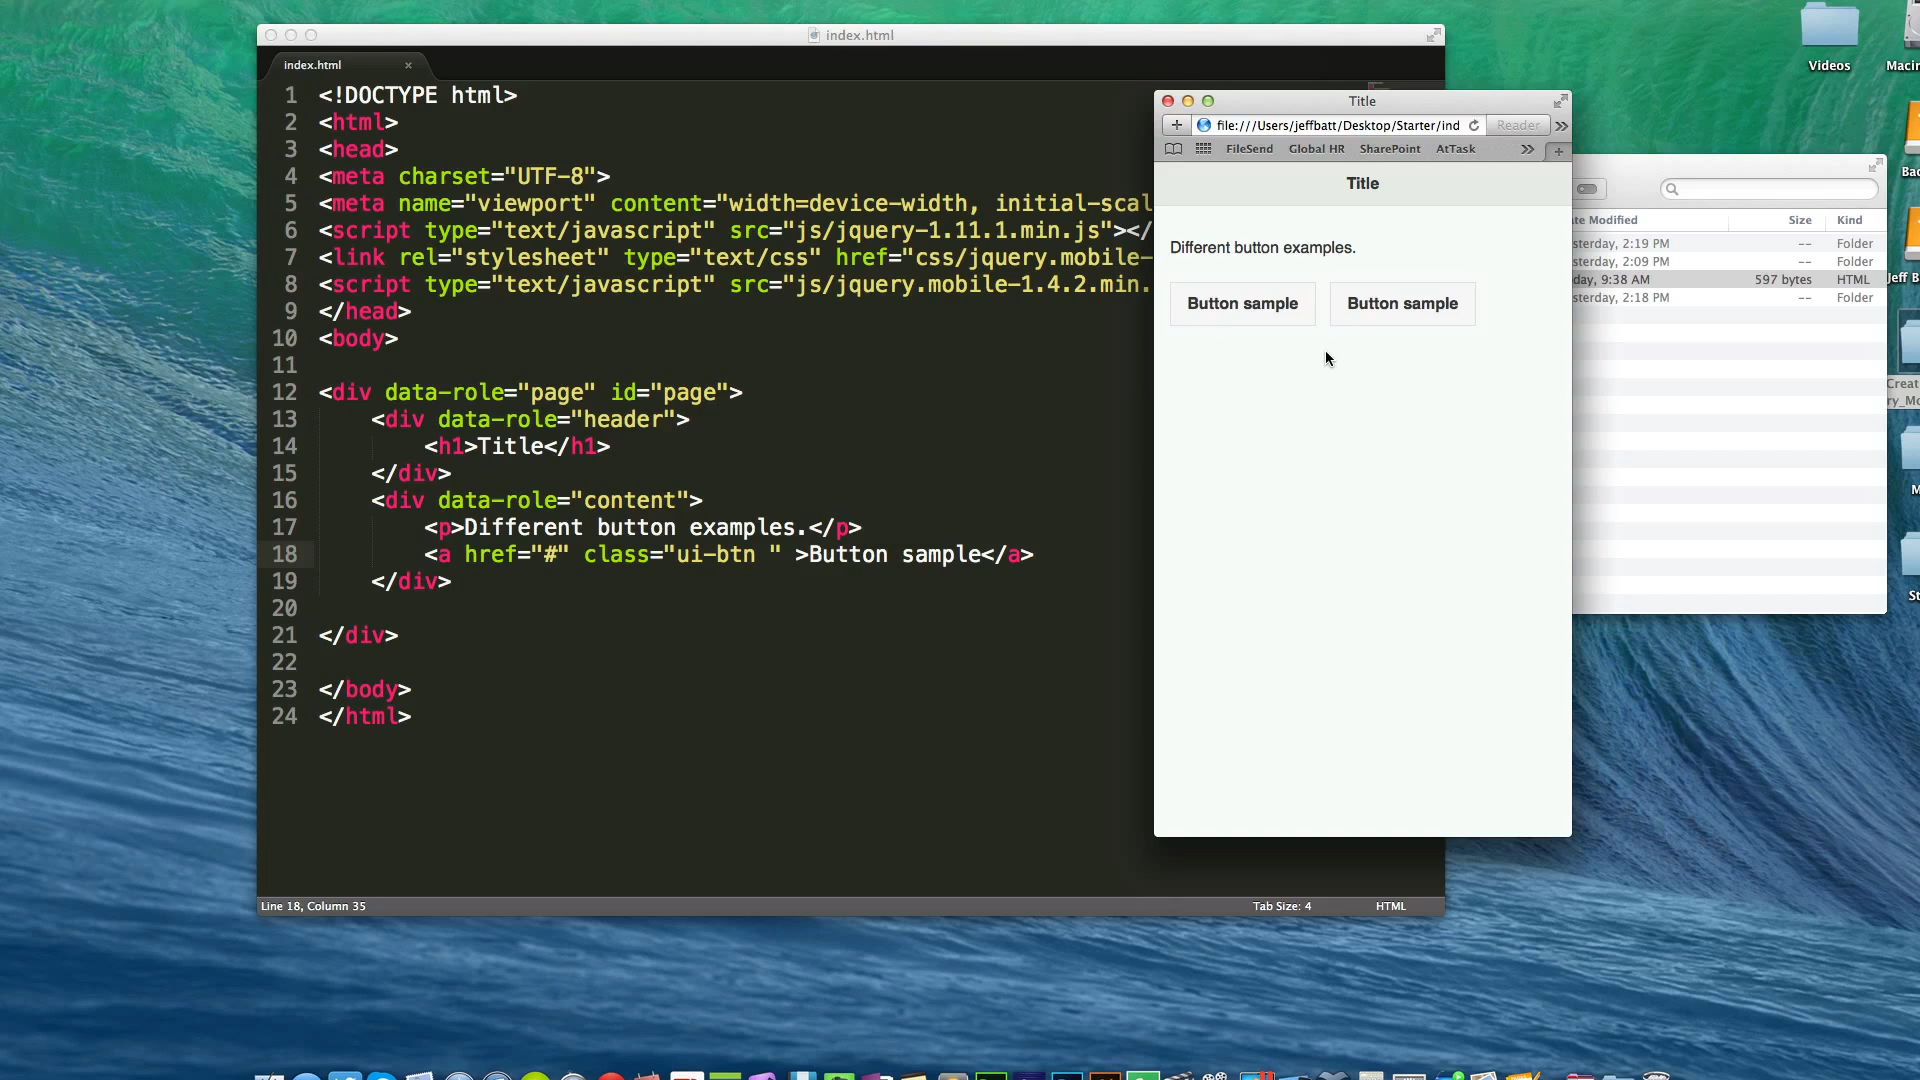 index.html
index.html
1 <!DOCTYPE html>
2 <html>
3 <head>
4 <meta charset="UTF-8">
5 <meta name="viewport" content="width=device-width, initial-scal
6 <script type="text/javascript" src="js/jquery-1.11.1.min.js"></
7 <link rel="stylesheet" type="text/css" href="css/jquery.mobile-
8 <script type="text/javascript" src="js/jquery.mobile-1.4.2.min.
9 </head>
10 <body>
11
12 <div data-role="page" id="page">
13 <div data-role="header">
14 <h1>Title</h1>
15 </div>
16 <div data-role="content">
17 <p>Different button examples.</p>
18 <a href="#" class="ui-btn " >Button sample</a>
19 </div>
20
21 </div>
22
23 </body>
24 </html>
Line 18, Column 35
Tab Size: 4
HTML
Title
file:///Users/jeffbatt/Desktop/Starter/ind
Reader
FileSend Global HR SharePoint AtTask
Title
Different button examples.
Button sample Button sample
te Modified Size Kind
sterday, 2:19 PM -- Folder
sterday, 2:09 PM -- Folder
day, 9:38 AM 597 bytes HTML
sterday, 2:18 PM -- Folder
Videos
Macin
Bac
Jeff B
Creat
ry_Mo
M
St